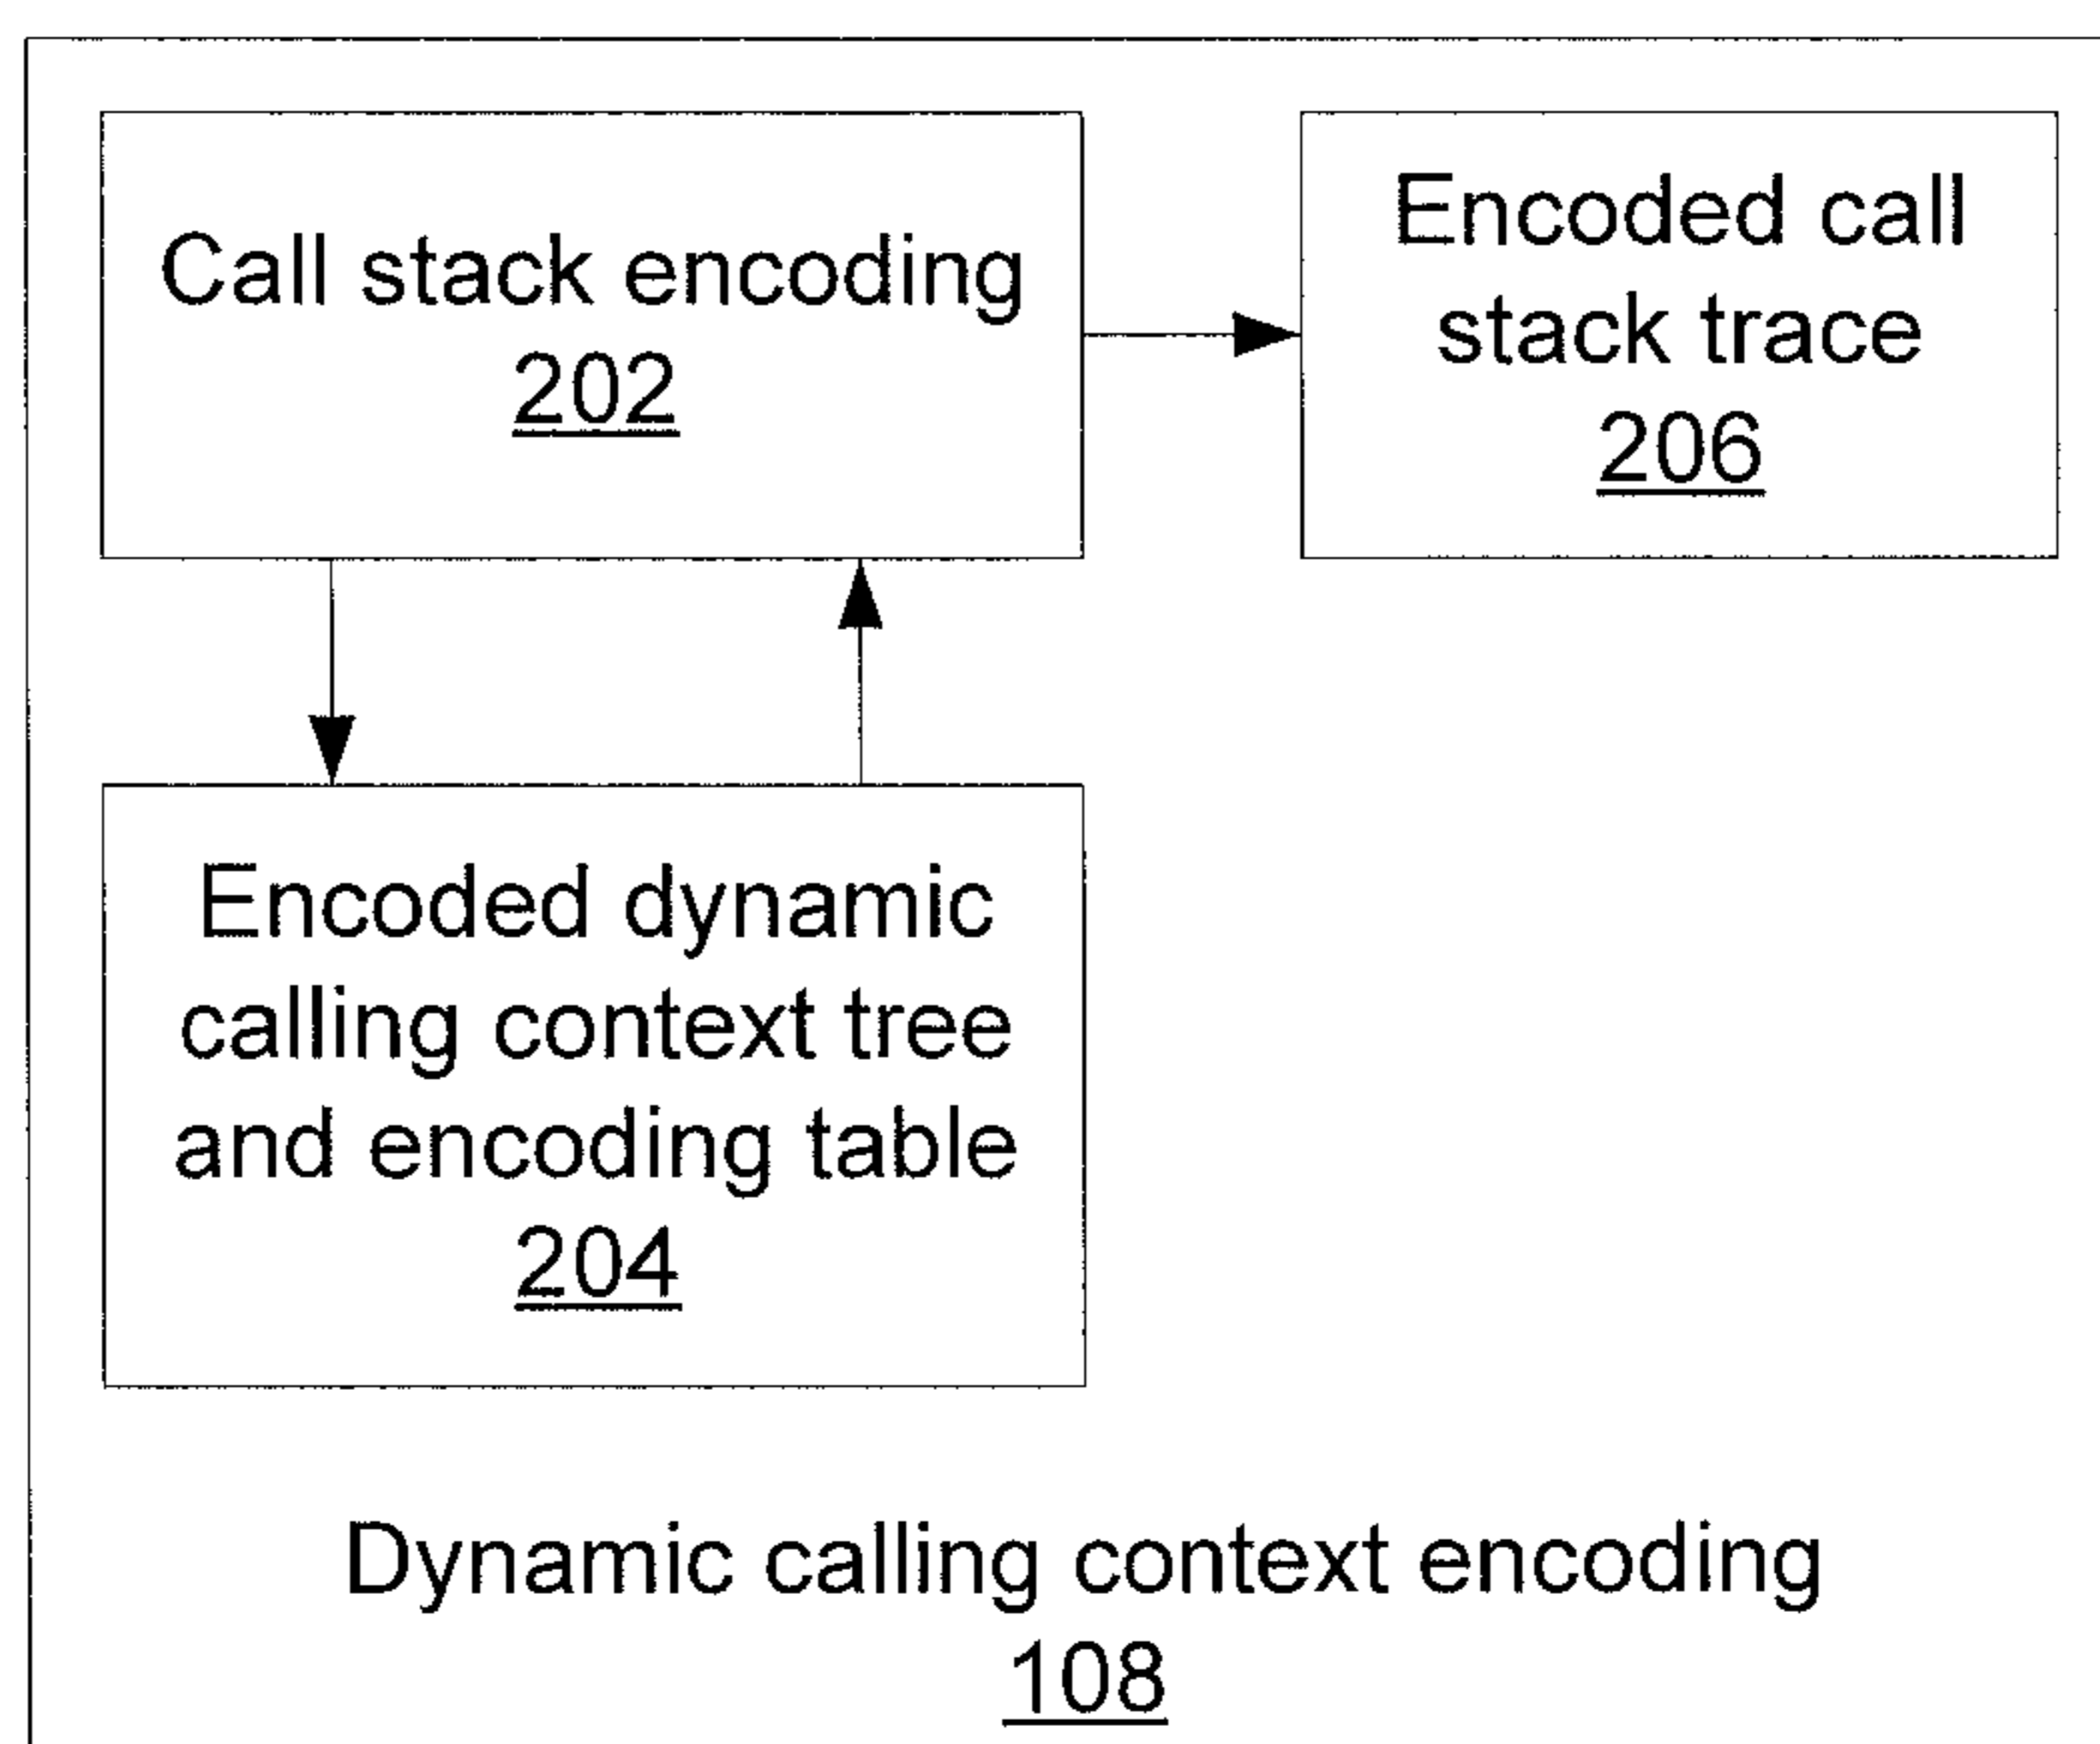 Call stack encoding
202
Encoded call
stack trace
206
Encoded dynamic
calling context tree
and encoding table
204
Dynamic calling context encoding
108